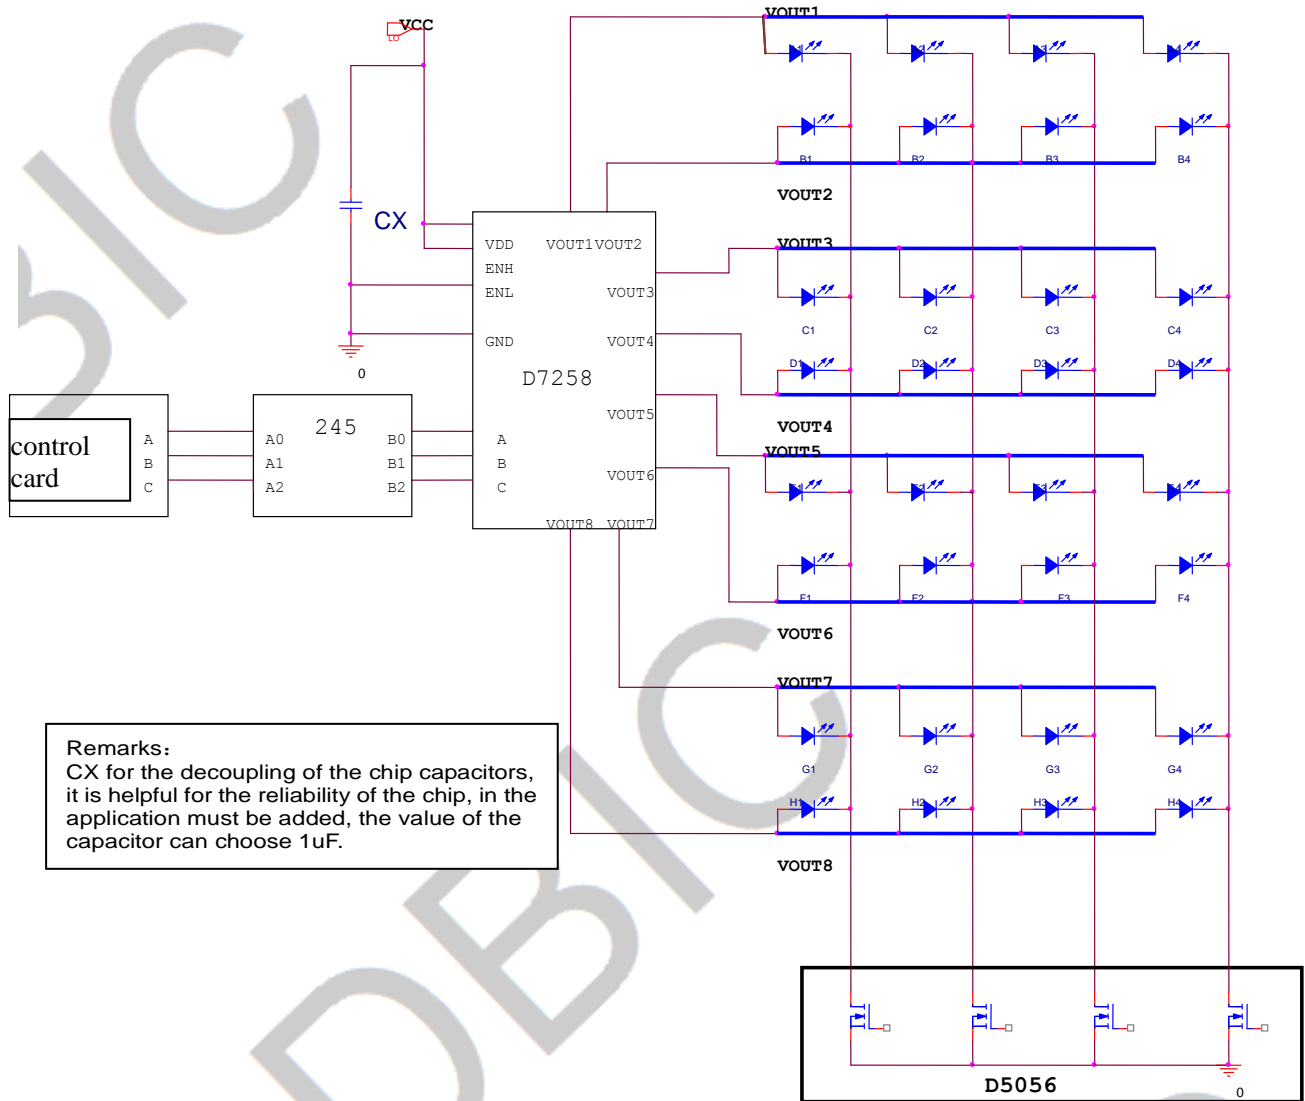 VCC
LO
CX
0
VDD
ENH
ENL
GND
VOUT1
VOUT2
VOUT3
VOUT4
VOUT5
VOUT6
VOUT7
VOUT8
D7258
A
B
C
control
card
A
B
C
245
A0
A1
A2
B0
B1
B2
VOUT1
B1
B2
B3
B4
VOUT2
VOUT3
C1
C2
C3
C4
D1
D2
D3
D4
VOUT4
VOUT5
F1
F2
F3
F4
VOUT6
VOUT7
G1
G2
G3
G4
H1
H2
H3
H4
VOUT8
Remarks:
CX for the decoupling of the chip capacitors,
it is helpful for the reliability of the chip, in the
application must be added, the value of the
capacitor can choose 1uF.
D5056
0
DBIC